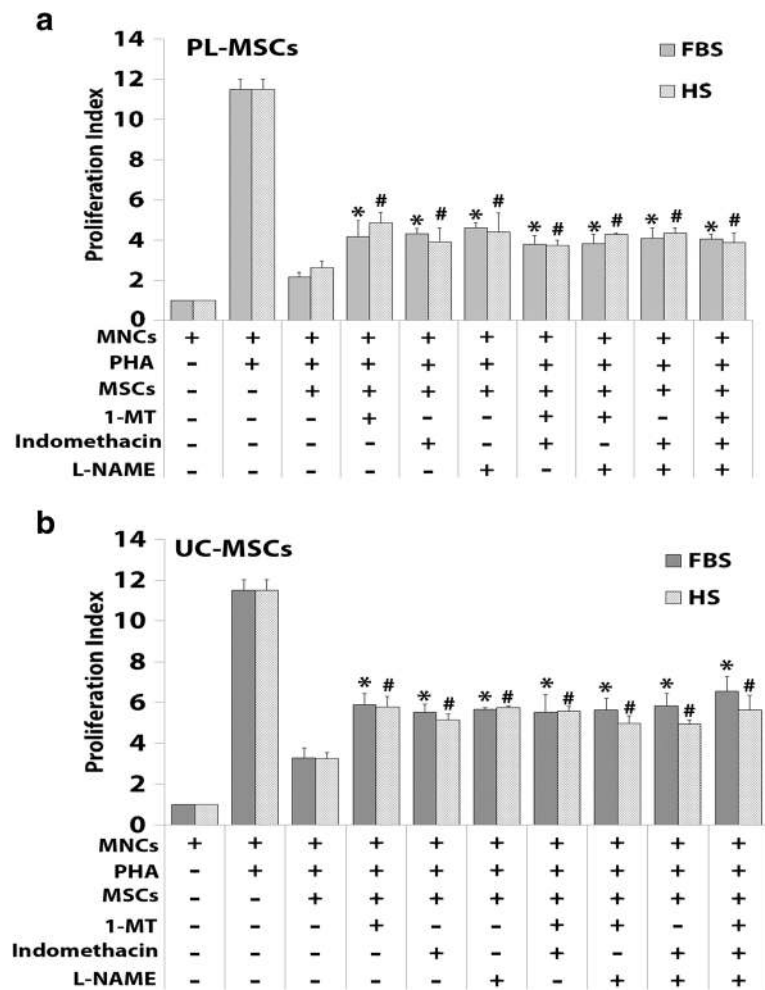 a
PL-MSCs
FBS
HS
Proliferation Index
14
12
10
8
6
4
2
0
* # * # * # * # * # * # * #
MNCs + + + + + + + + + +
PHA - + + + + + + + + +
MSCs - - + + + + + + + +
1-MT - - - + - - + + - +
Indomethacin - - - - + - + - + +
L-NAME - - - - - + - + + +
b
UC-MSCs
FBS
HS
Proliferation Index
14
12
10
8
6
4
2
0
* # * # * # * # * # * # * #
MNCs + + + + + + + + + +
PHA - + + + + + + + + +
MSCs - - + + + + + + + +
1-MT - - - + - - + + - +
Indomethacin - - - - + - + - + +
L-NAME - - - - - + - + + +